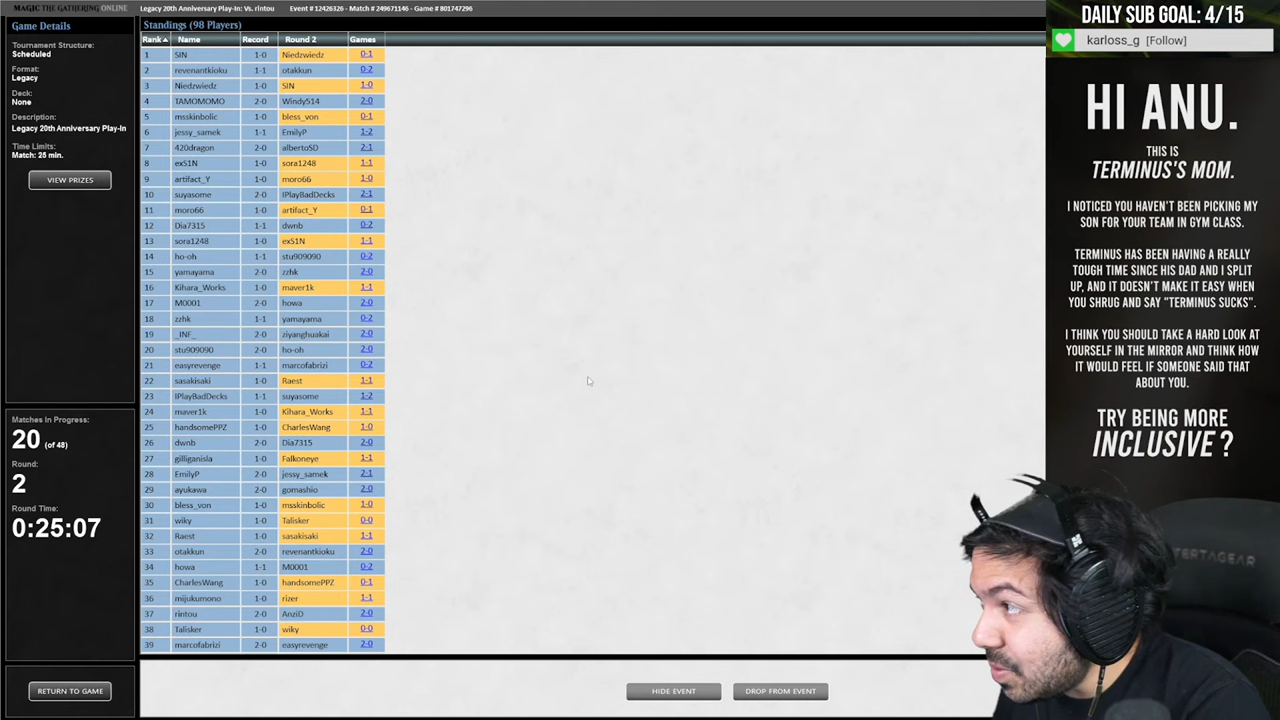 MAGIC THE GATHERING ONLINE
Legacy 20th Anniversary Play-In: Vs. rintou Event # 12426326 - Match # 249671146 - Game # 801747296
Game Details
Tournament Structure:
Scheduled
Format:
Legacy
Deck:
None
Description:
Legacy 20th Anniversary Play-In
Time Limits:
Match: 25 min.
VIEW PRIZES
Matches In Progress:
20 (of 48)
Round:
2
Round Time:
0:25:07
RETURN TO GAME
Standings (98 Players)
Rank Name Record Round 2 Games
1 SIN 1-0 Niedzwiedz 0-1
2 revenantkioku 1-1 otakkun 0-2
3 Niedzwiedz 1-0 SIN 1-0
4 TAMOMOMO 2-0 Windy514 2-0
5 msskinbolic 1-0 bless_von 0-1
6 jessy_samek 1-1 EmilyP 1-2
7 420dragon 2-0 albertoSD 2-1
8 exS1N 1-0 sora1248 1-1
9 artifact_Y 1-0 moro66 1-0
10 suyasome 2-0 IPlayBadDecks 2-1
11 moro66 1-0 artifact_Y 0-1
12 Dia7315 1-1 dwnb 0-2
13 sora1248 1-0 exS1N 1-1
14 ho-oh 1-1 stu909090 0-2
15 yamayama 2-0 zzhk 2-0
16 Kihara_Works 1-0 maver1k 1-1
17 M0001 2-0 howa 2-0
18 zzhk 1-1 yamayama 0-2
19 _INF_ 2-0 ziyanghuakai 2-0
20 stu909090 2-0 ho-oh 2-0
21 easyrevenge 1-1 marcofabrizi 0-2
22 sasakisaki 1-0 Raest 1-1
23 IPlayBadDecks 1-1 suyasome 1-2
24 maver1k 1-0 Kihara_Works 1-1
25 handsomePPZ 1-0 CharlesWang 1-0
26 dwnb 2-0 Dia7315 2-0
27 gilliganisla 1-0 Falkoneye 1-1
28 EmilyP 2-0 jessy_samek 2-1
29 ayukawa 2-0 gomashio 2-0
30 bless_von 1-0 msskinbolic 1-0
31 wiky 1-0 Talisker 0-0
32 Raest 1-0 sasakisaki 1-1
33 otakkun 2-0 revenantkioku 2-0
34 howa 1-1 M0001 0-2
35 CharlesWang 1-0 handsomePPZ 0-1
36 mijukumono 1-0 rizer 1-1
37 rintou 2-0 AnziD 2-0
38 Talisker 1-0 wiky 0-0
39 marcofabrizi 2-0 easyrevenge 2-0
HIDE EVENT DROP FROM EVENT
DAILY SUB GOAL: 4/15
karloss_g [Follow]
HI ANU.
THIS IS
TERMINUS'S MOM.
I NOTICED YOU HAVEN'T BEEN PICKING MY
SON FOR YOUR TEAM IN GYM CLASS.
TERMINUS HAS BEEN HAVING A REALLY
TOUGH TIME SINCE HIS DAD AND I SPLIT
UP, AND IT DOESN'T MAKE IT EASY WHEN
YOU SHRUG AND SAY "TERMINUS SUCKS".
I THINK YOU SHOULD TAKE A HARD LOOK AT
YOURSELF IN THE MIRROR AND THINK HOW
IT WOULD FEEL IF SOMEONE SAID THAT
ABOUT YOU.
TRY BEING MORE
INCLUSIVE?
ERTAGEAR